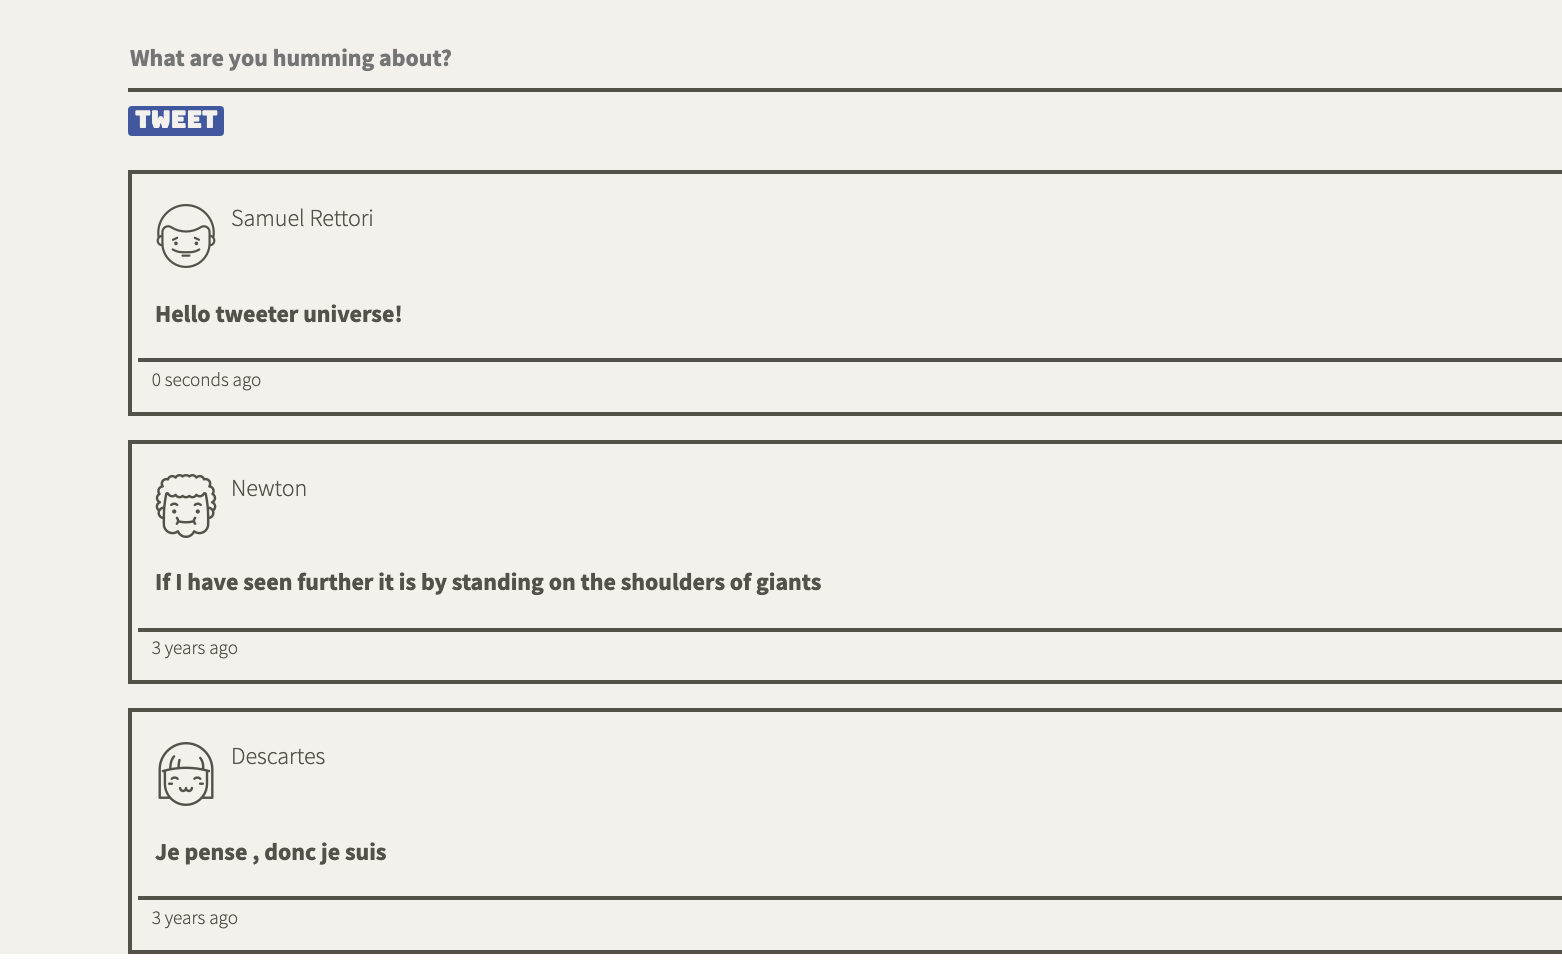 What are you humming about?
TWEET
Samuel Rettori
Hello tweeter universe!
0 seconds ago
Newton
If I have seen further it is by standing on the shoulders of giants
3 years ago
Descartes
Je pense , donc je suis
3 years ago